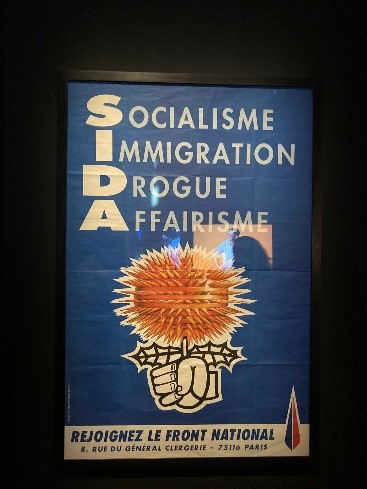 SOCIALISME
IMMIGRATION
DROGUE
AFFAIRISME
REJOIGNEZ LE FRONT NATIONAL
8, RUE DU GÉNÉRAL CLERGERIE - 75116 PARIS